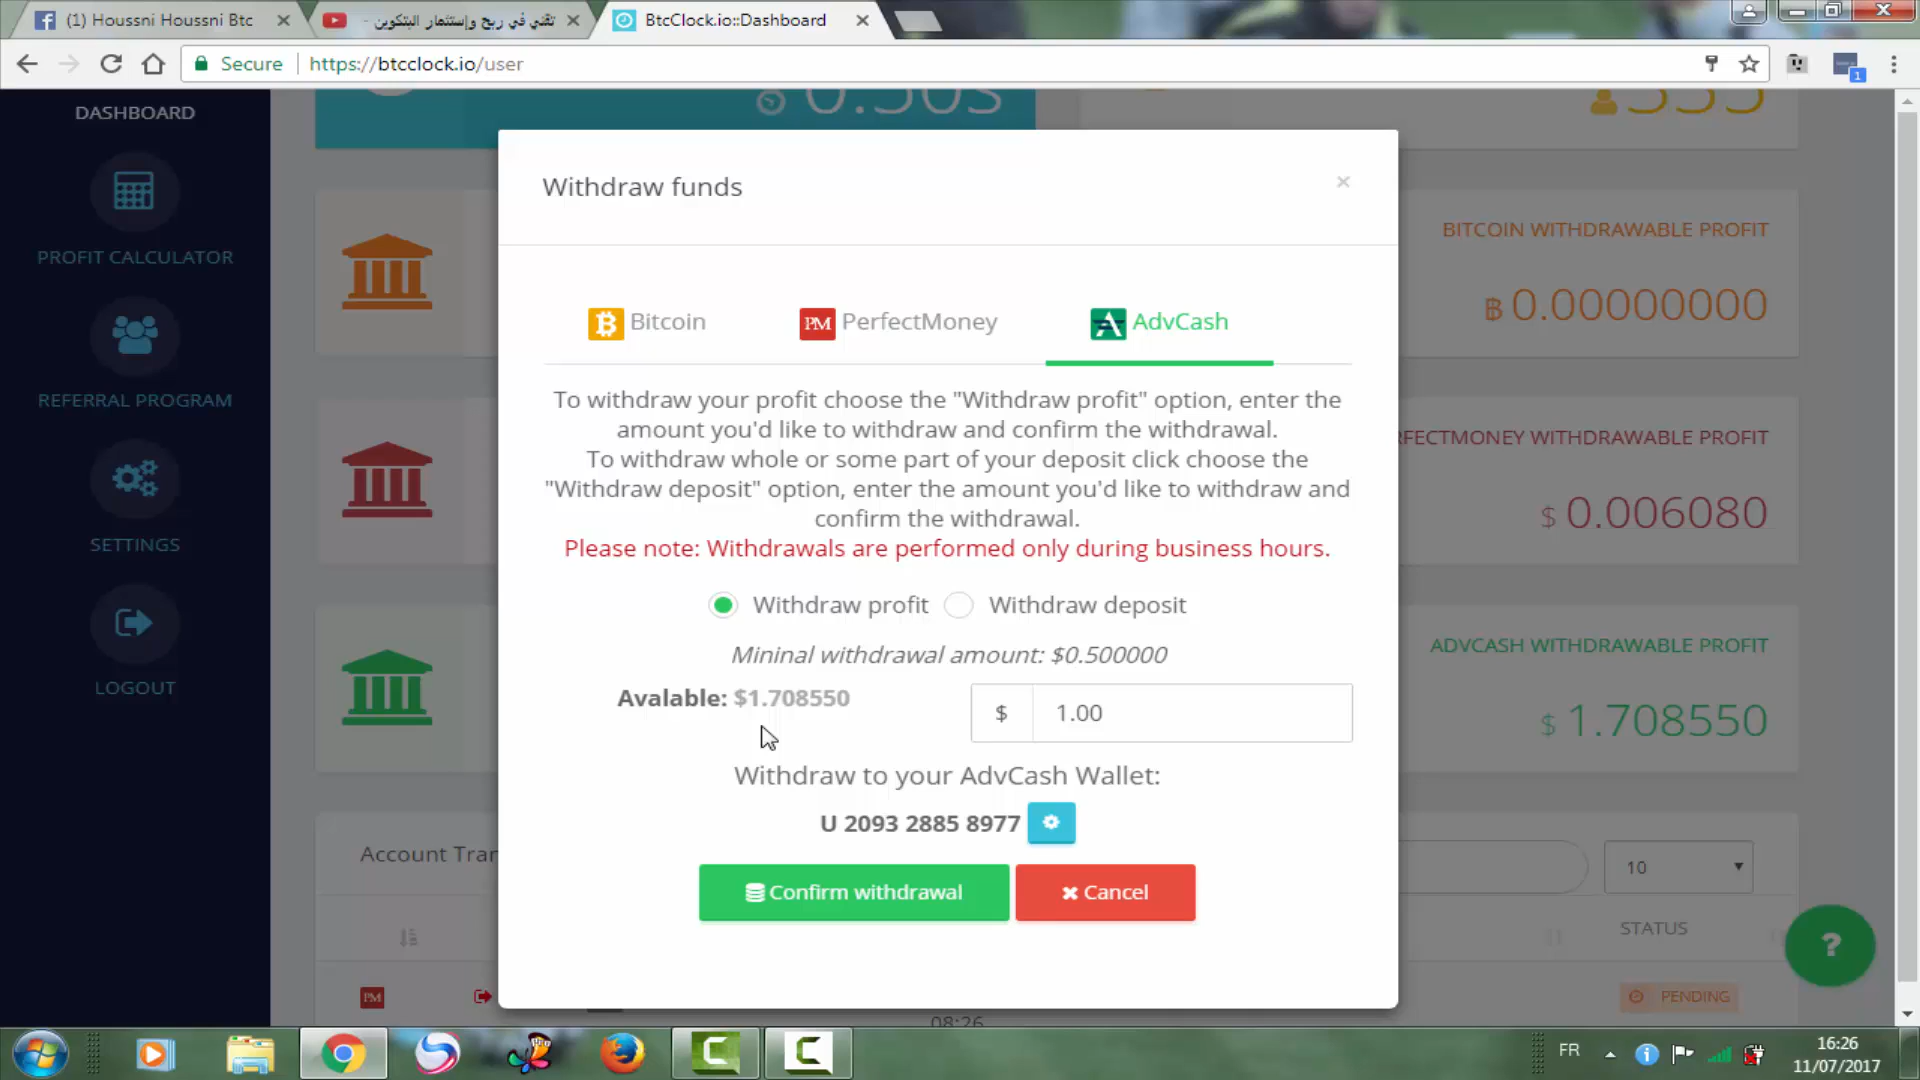 (1) Houssni Houssni Btc
تقني في ربح وإستثمار البتكوين -
BtcClock.io::Dashboard
Secure
https://btcclock.io/user
1
DASHBOARD
PROFIT CALCULATOR
REFERRAL PROGRAM
SETTINGS
LOGOUT
Withdraw funds
×
Bitcoin
PM PerfectMoney
AdvCash
To withdraw your profit choose the "Withdraw profit" option, enter the
amount you'd like to withdraw and confirm the withdrawal.
To withdraw whole or some part of your deposit click choose the
"Withdraw deposit" option, enter the amount you'd like to withdraw and
confirm the withdrawal.
Please note: Withdrawals are performed only during business hours.
Withdraw profit
Withdraw deposit
Mininal withdrawal amount: $0.500000
Avalable: $1.708550
$ 1.00
Withdraw to your AdvCash Wallet:
U 2093 2885 8977
Confirm withdrawal
Cancel
BITCOIN WITHDRAWABLE PROFIT
0.00000000
RFECTMONEY WITHDRAWABLE PROFIT
$ 0.006080
ADVCASH WITHDRAWABLE PROFIT
$ 1.708550
Account Tran
10
STATUS
?
PM
PENDING
08:26
FR
16:26
11/07/2017